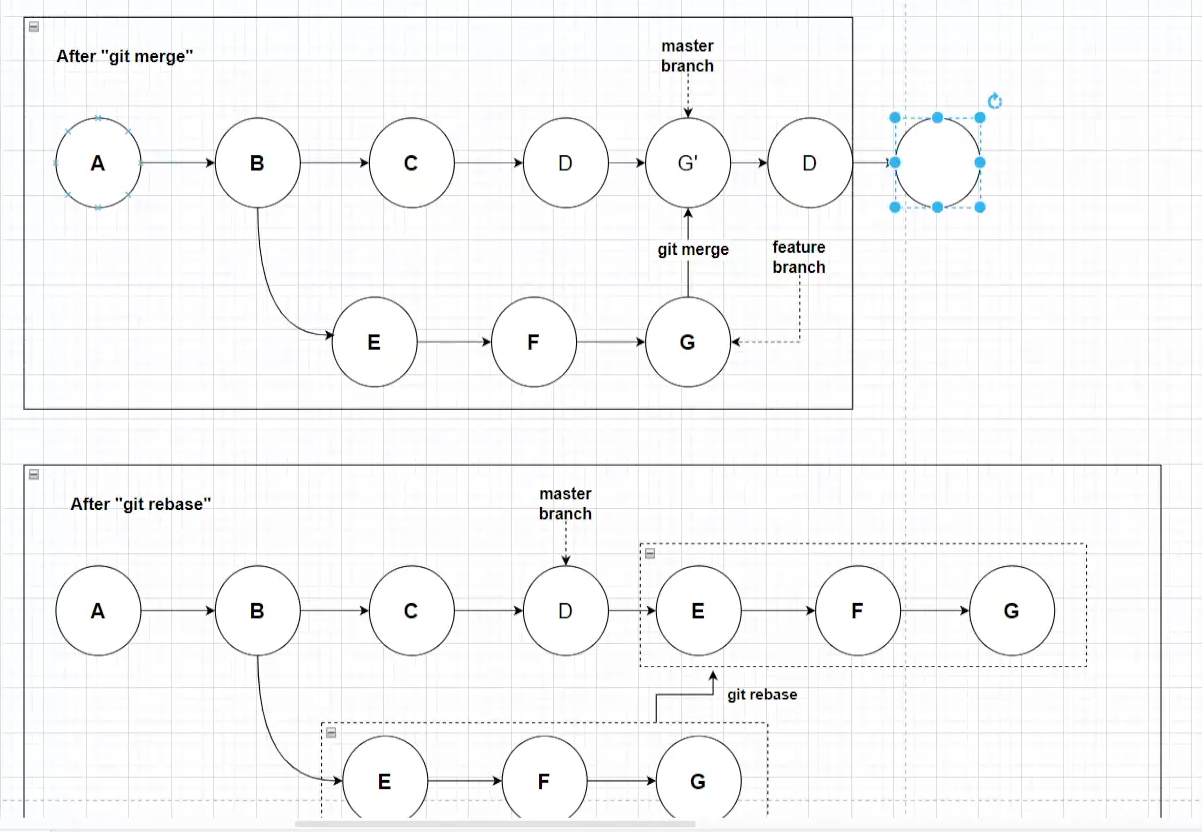 After "git merge"
master
branch
A
B
C
D
G'
D
git merge
feature
branch
E
F
G
After "git rebase"
master
branch
A
B
C
D
E
F
G
git rebase
E
F
G